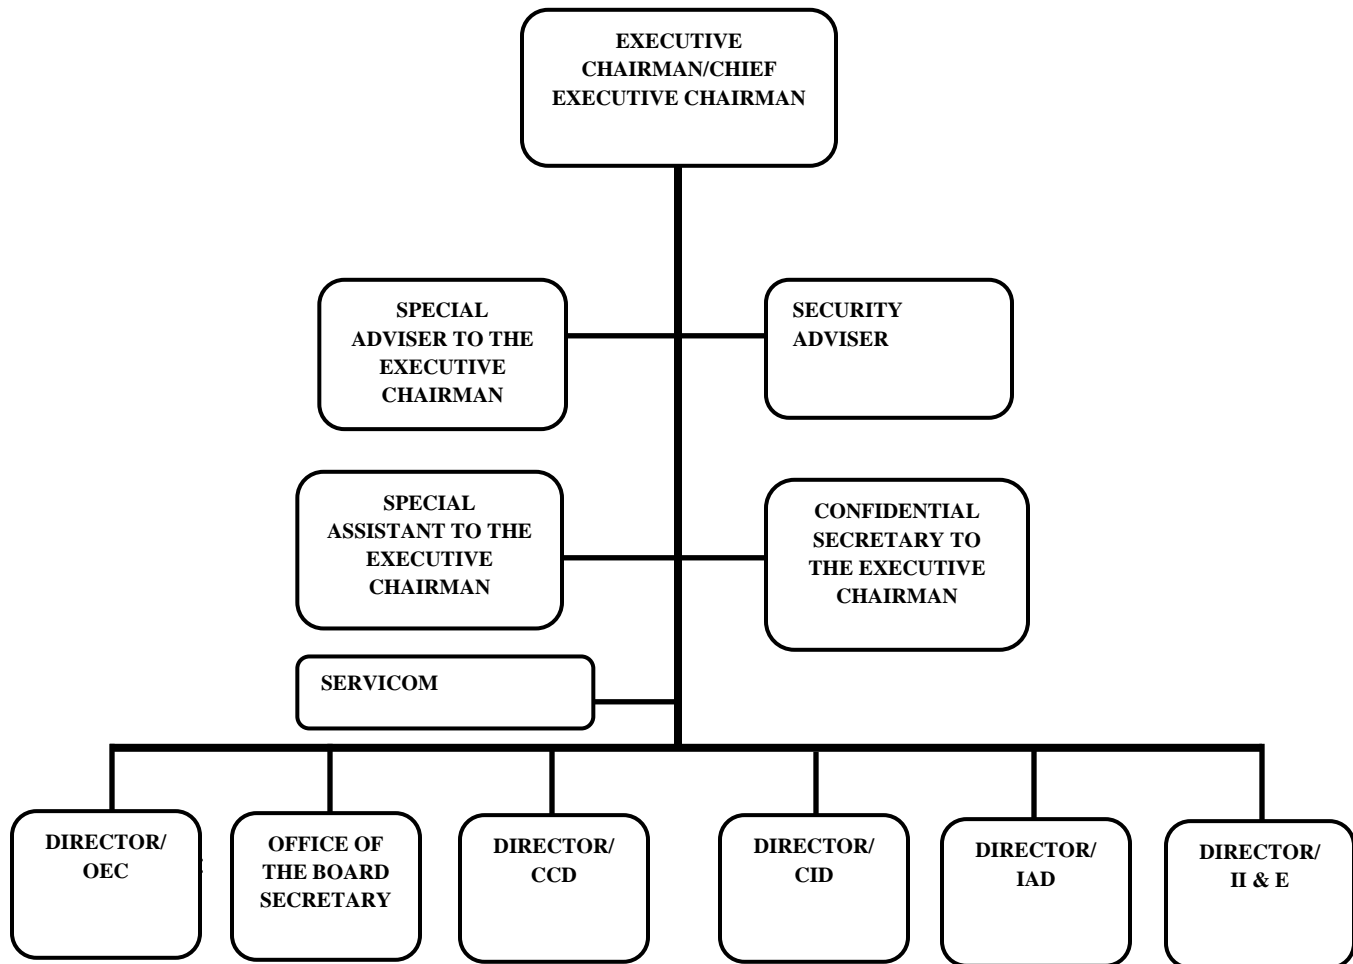 EXECUTIVE
CHAIRMAN/CHIEF
EXECUTIVE CHAIRMAN
SPECIAL
ADVISER TO THE
EXECUTIVE
CHAIRMAN
SECURITY
ADVISER
SPECIAL
ASSISTANT TO THE
EXECUTIVE
CHAIRMAN
CONFIDENTIAL
SECRETARY TO
THE EXECUTIVE
CHAIRMAN
SERVICOM
DIRECTOR/
OEC
OFFICE OF
THE BOARD
SECRETARY
DIRECTOR/
CCD
DIRECTOR/
CID
DIRECTOR/
IAD
DIRECTOR/
II & E